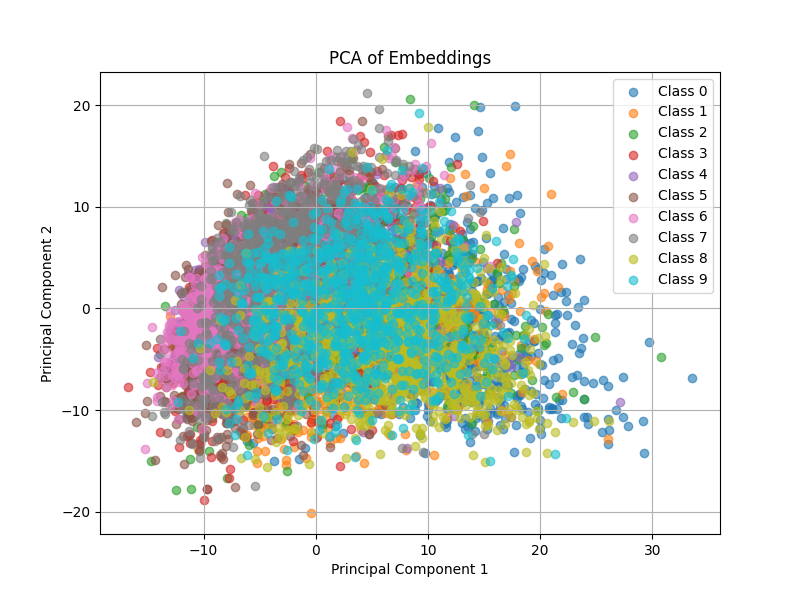 PCA of Embeddings
Class 0
Class 1
Class 2
Class 3
Class 4
Class 5
Class 6
Class 7
Class 8
Class 9
20
10
0
−10
−20
Principal Component 2
−10
0
10
20
30
Principal Component 1